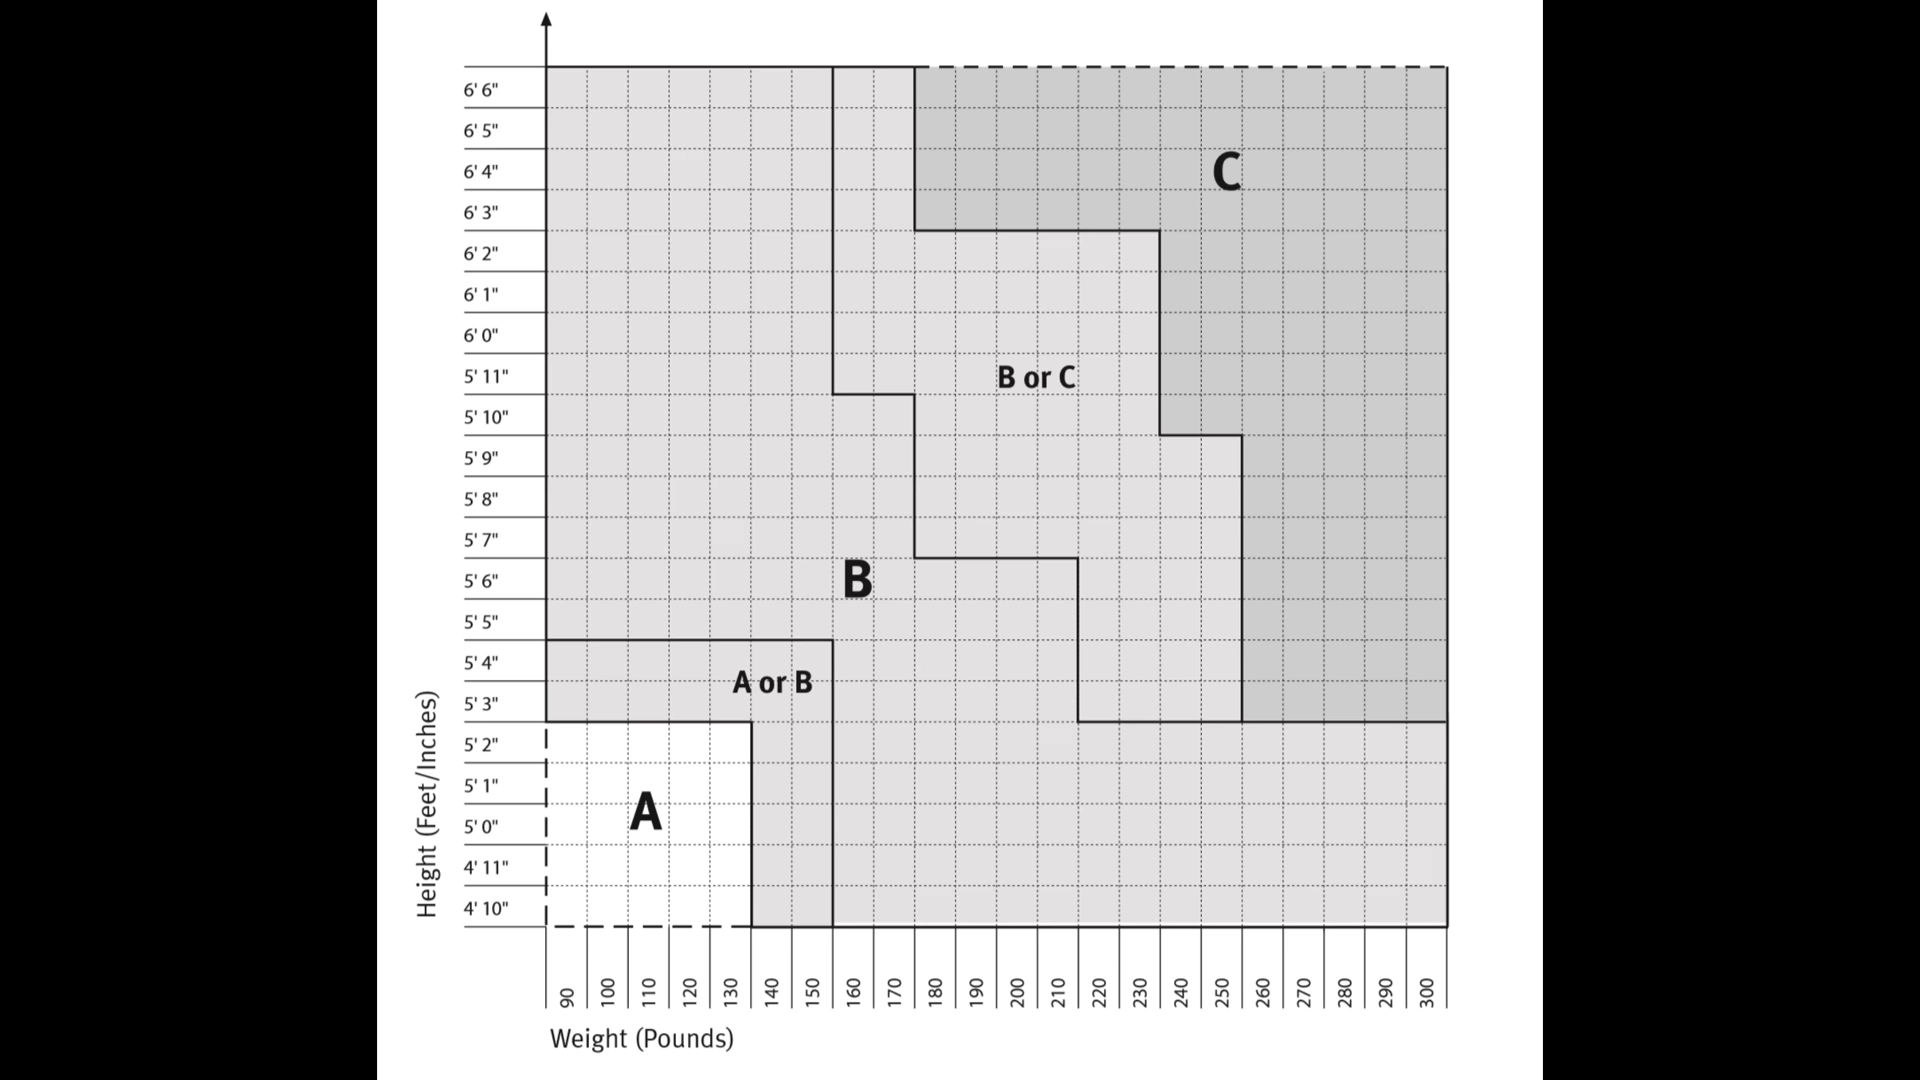 6' 6"
6' 5"
C
6' 4"
6' 3"
6' 2"
6' 1"
6' 0"
5' 11"
B or C
5' 10"
5' 9"
5' 8"
5' 7"
5' 6"
B
5' 5"
5' 4"
A or B
5' 3"
5' 2"
5' 1"
A
5' 0"
4' 11"
4' 10"
Height (Feet/Inches)
90 100 110 120 130 140 150 160 170 180 190 200 210 220 230 240 250 260 270 280 290 300
Weight (Pounds)